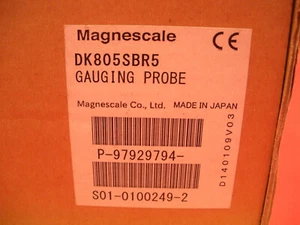 Magnescale CE
DK805SBR5
GAUGING PROBE
Magnescale Co., Ltd. MADE IN JAPAN
P-97929794-
S01-0100249-2
D140109V03